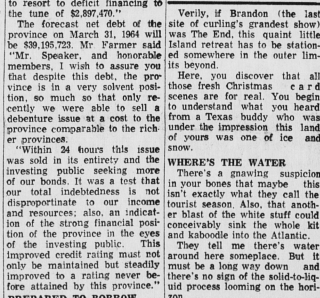 to resort to deficit financing to
the tune of $2,897,470."
The forecast net debt of the
province on March 31, 1964 will
be $39,195,723. Mr Farmer said
"Mr. Speaker, and honorable
members, I wish to assure you
that despite this debt, the pro-
vince is in a very solvent posi-
tion, so much so that only re-
cently we were able to sell a
debenture issue at a cost to the
province comparable to the rich-
er provinces.
"Within 24 hours this issue
was sold in its entirety and the
investing public seeking more
of our bonds. It was a test that
our total indebtedness is not
disproportinate to our income
and resources; also, an indicat-
ion of the strong financial posi-
tion of the province in the eyes
of the investing public. This
improved credit rating must not
only be maintained but steadily
improved to a rating never be-
fore attained by this province."
PREPARED TO BORROW
Verily, if Brandon (the last
site of curling's grandest show)
was The End, this quaint little
Island retreat has to be station-
ed somewhere in the outer lim-
its beyond.
Here, you discover that all
those fresh Christmas card
scenes are for real. You begin
to understand what you heard
from a Texas buddy who was
under the impression this land
of yours was one of ice and
snow.
WHERE'S THE WATER
There's a gnawing suspicion
in your bones that maybe this
isn't exactly what they call the
tourist season. Also, that anoth-
er blast of the white stuff could
conceivably sink the whole kit
and kaboodle into the Atlantic.
They tell me there's water
around here someplace. But it
must be a long way down and
there's no sign of the solid-to-liq-
uid process looming on the hori-
zon.